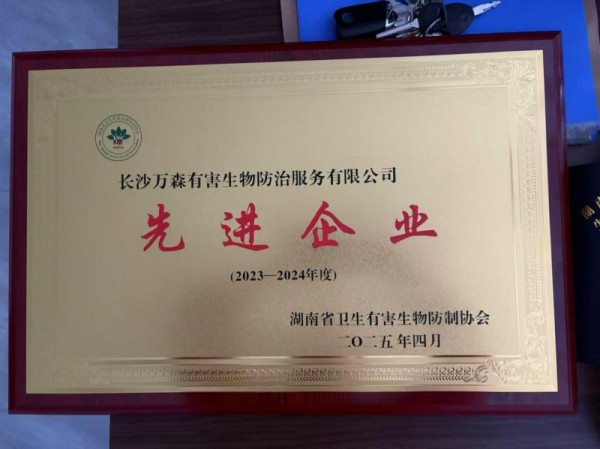 长沙万森有害生物防治服务有限公司
先进企业
(2023—2024年度)
湖南省卫生有害生物防制协会
二〇二五年四月
湖南